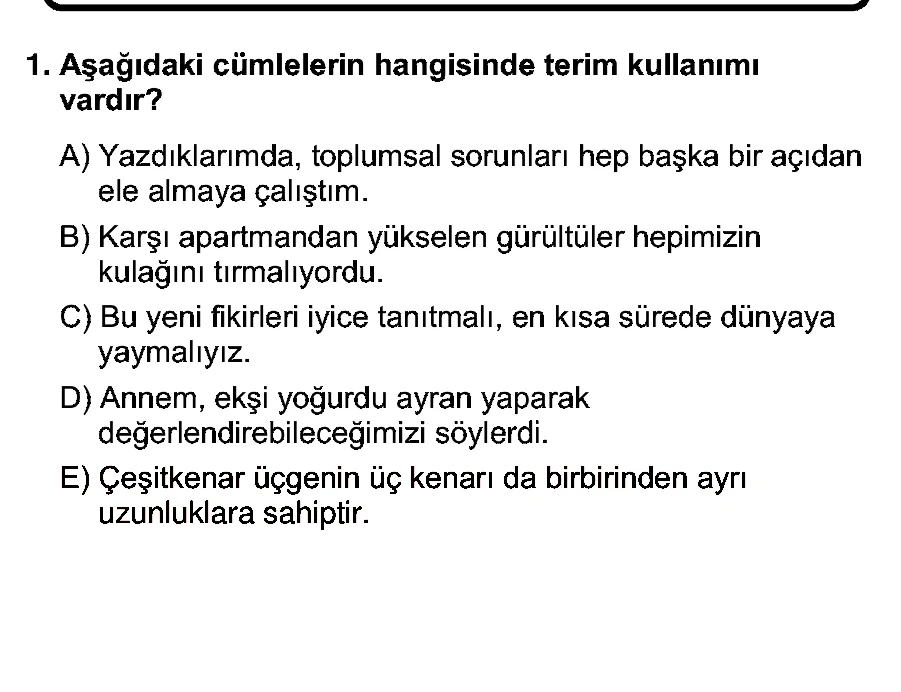 1. Aşağıdaki cümlelerin hangisinde terim kullanımı
vardır?
A) Yazdıklarımda, toplumsal sorunları hep başka bir açıdan
ele almaya çalıştım.
B) Karşı apartmandan yükselen gürültüler hepimizin
kulağını tırmalıyordu.
C) Bu yeni fikirleri iyice tanıtmalı, en kısa sürede dünyaya
yaymalıyız.
D) Annem, ekşi yoğurdu ayran yaparak
değerlendirebileceğimizi söylerdi.
E) Çeşitkenar üçgenin üç kenarı da birbirinden ayrı
uzunluklara sahiptir.